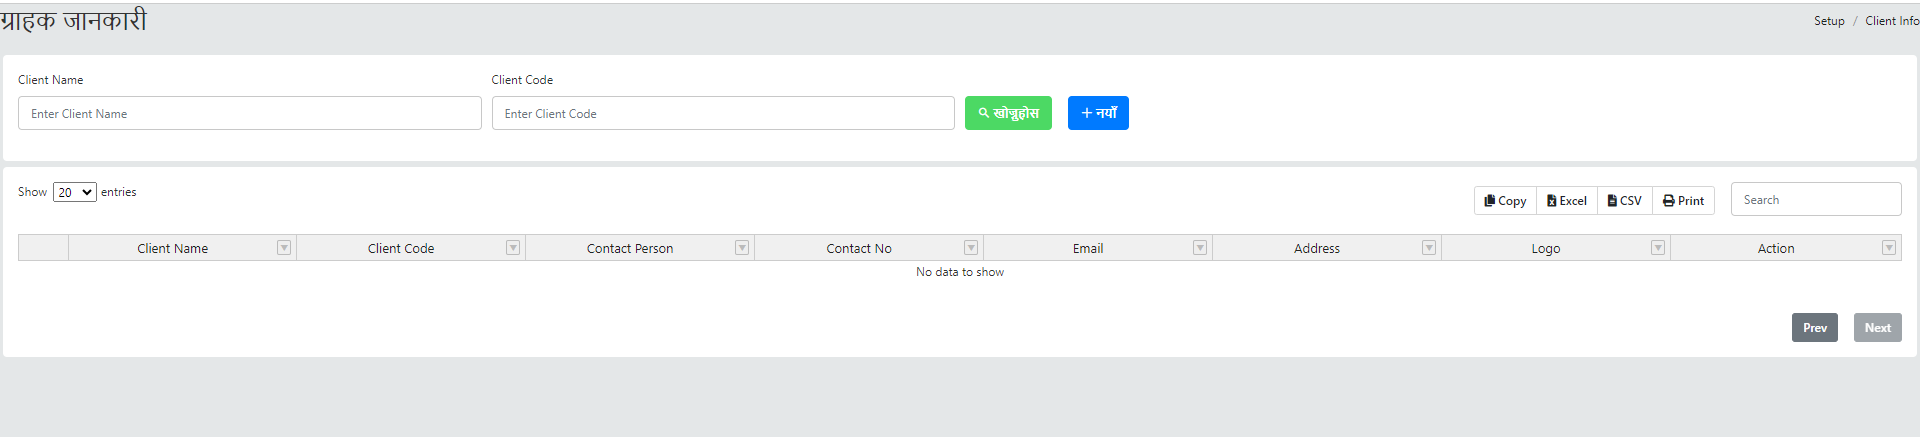 ग्राहक जानकारी
Setup / Client Info
Client Name
Client Code
Enter Client Name
Enter Client Code
खोज्नुहोस
+ नयाँ
Show 20 entries
Copy Excel CSV Print
Search
Client Name Client Code Contact Person Contact No Email Address Logo Action
No data to show
Prev Next